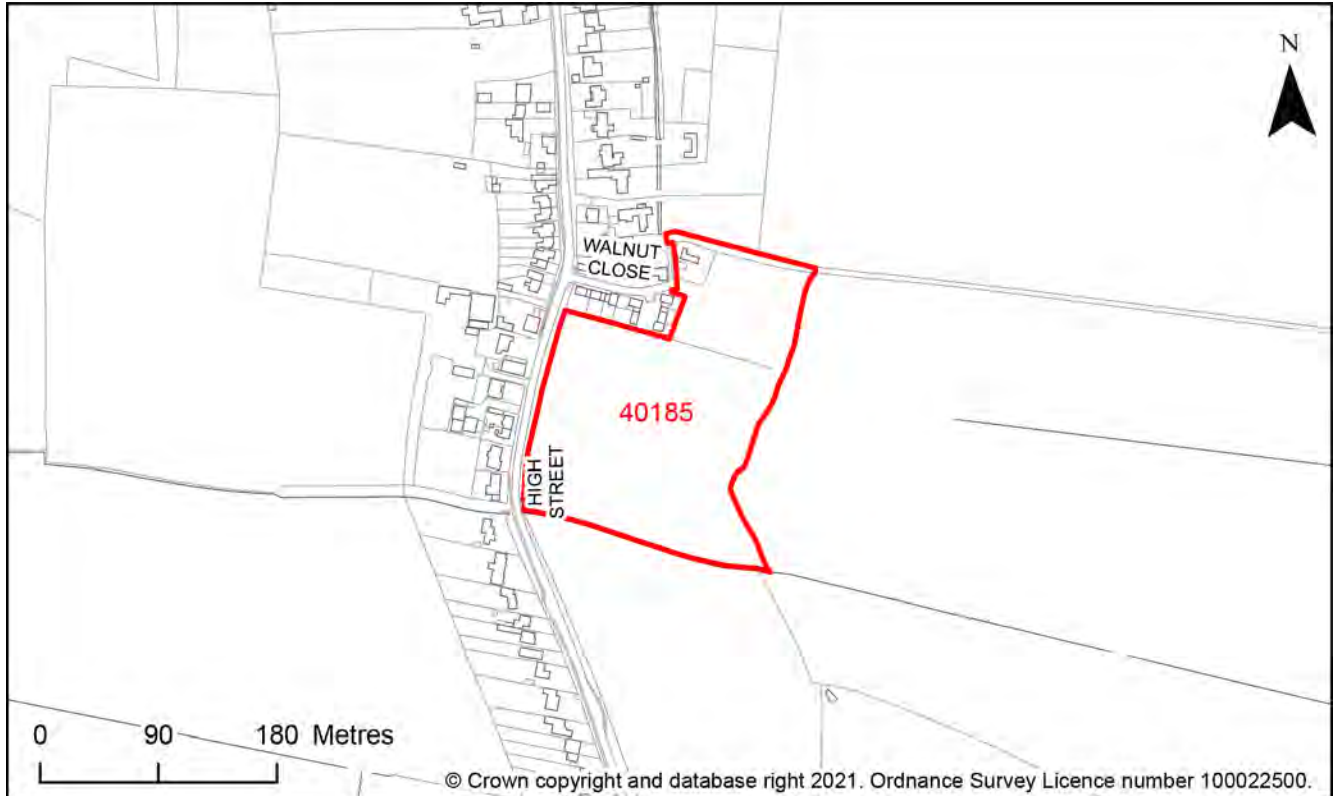 N
WALNUT
CLOSE
40185
HIGH
STREET
0 90 180 Metres
© Crown copyright and database right 2021. Ordnance Survey Licence number 100022500.